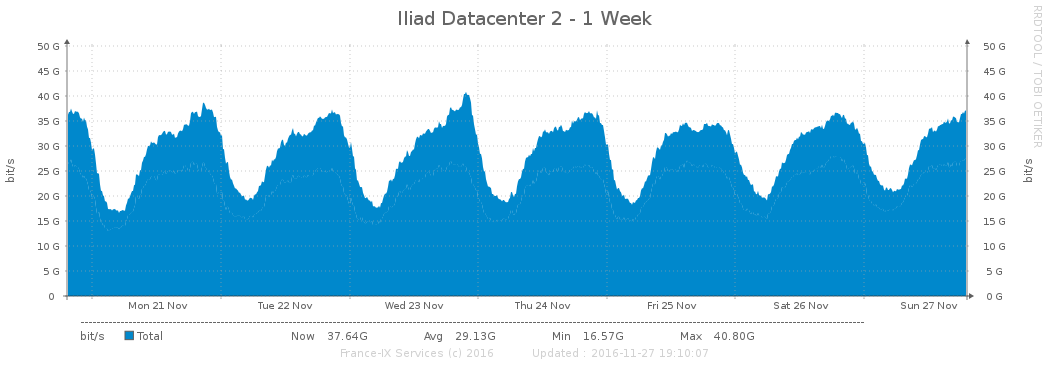 Iliad Datacenter 2 - 1 Week
RRDTOOL / TOBI OETIKER
50 G 50 G
45 G 45 G
40 G 40 G
35 G 35 G
30 G 30 G
25 G 25 G
20 G 20 G
15 G 15 G
10 G 10 G
5 G 5 G
0 0 G
bit/s bit/s
Mon 21 Nov Tue 22 Nov Wed 23 Nov Thu 24 Nov Fri 25 Nov Sat 26 Nov Sun 27 Nov
bit/s Total Now 37.64G Avg 29.13G Min 16.57G Max 40.80G
France-IX Services (c) 2016 Updated : 2016-11-27 19:10:07